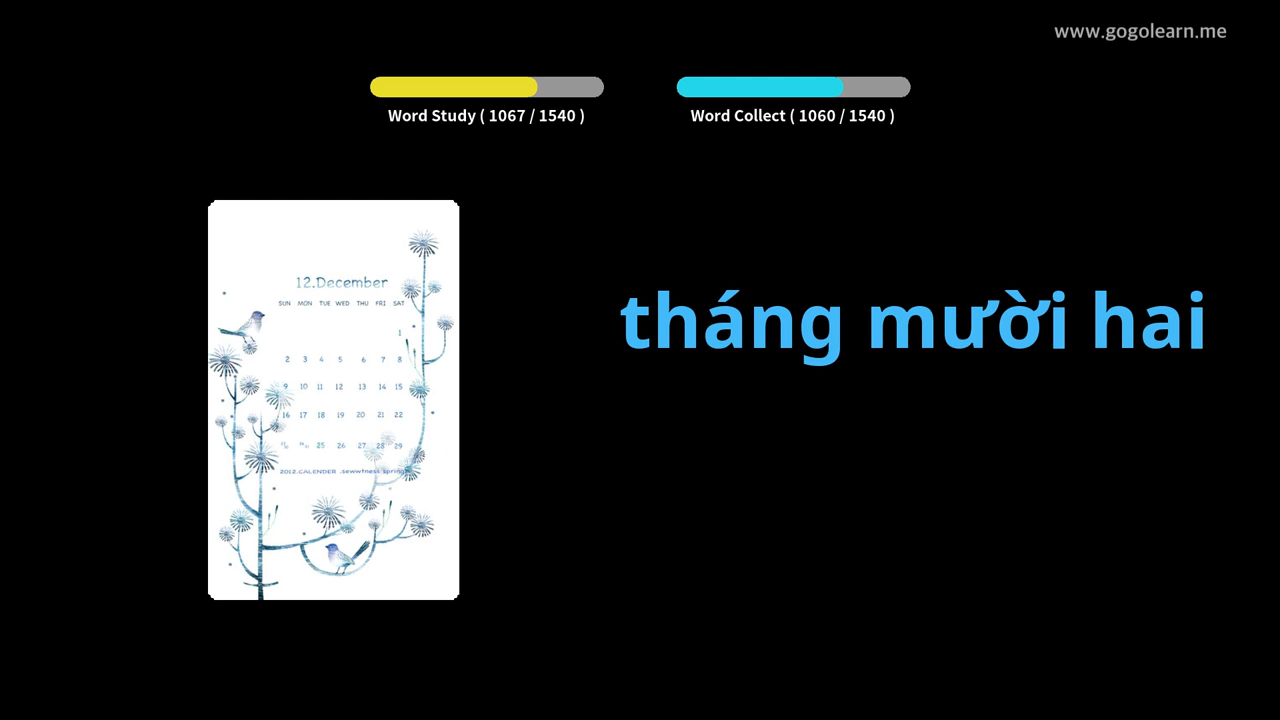 www.gogolearn.me
Word Study ( 1067 / 1540 )
Word Collect ( 1060 / 1540 )
tháng mười hai
12.December
SUN MON TUE WED THU FRI SAT
1
2 3 4 5 6 7 8
9 10 11 12 13 14 15
16 17 18 19 20 21 22
25 26 27 28 29
2012.CALENDER